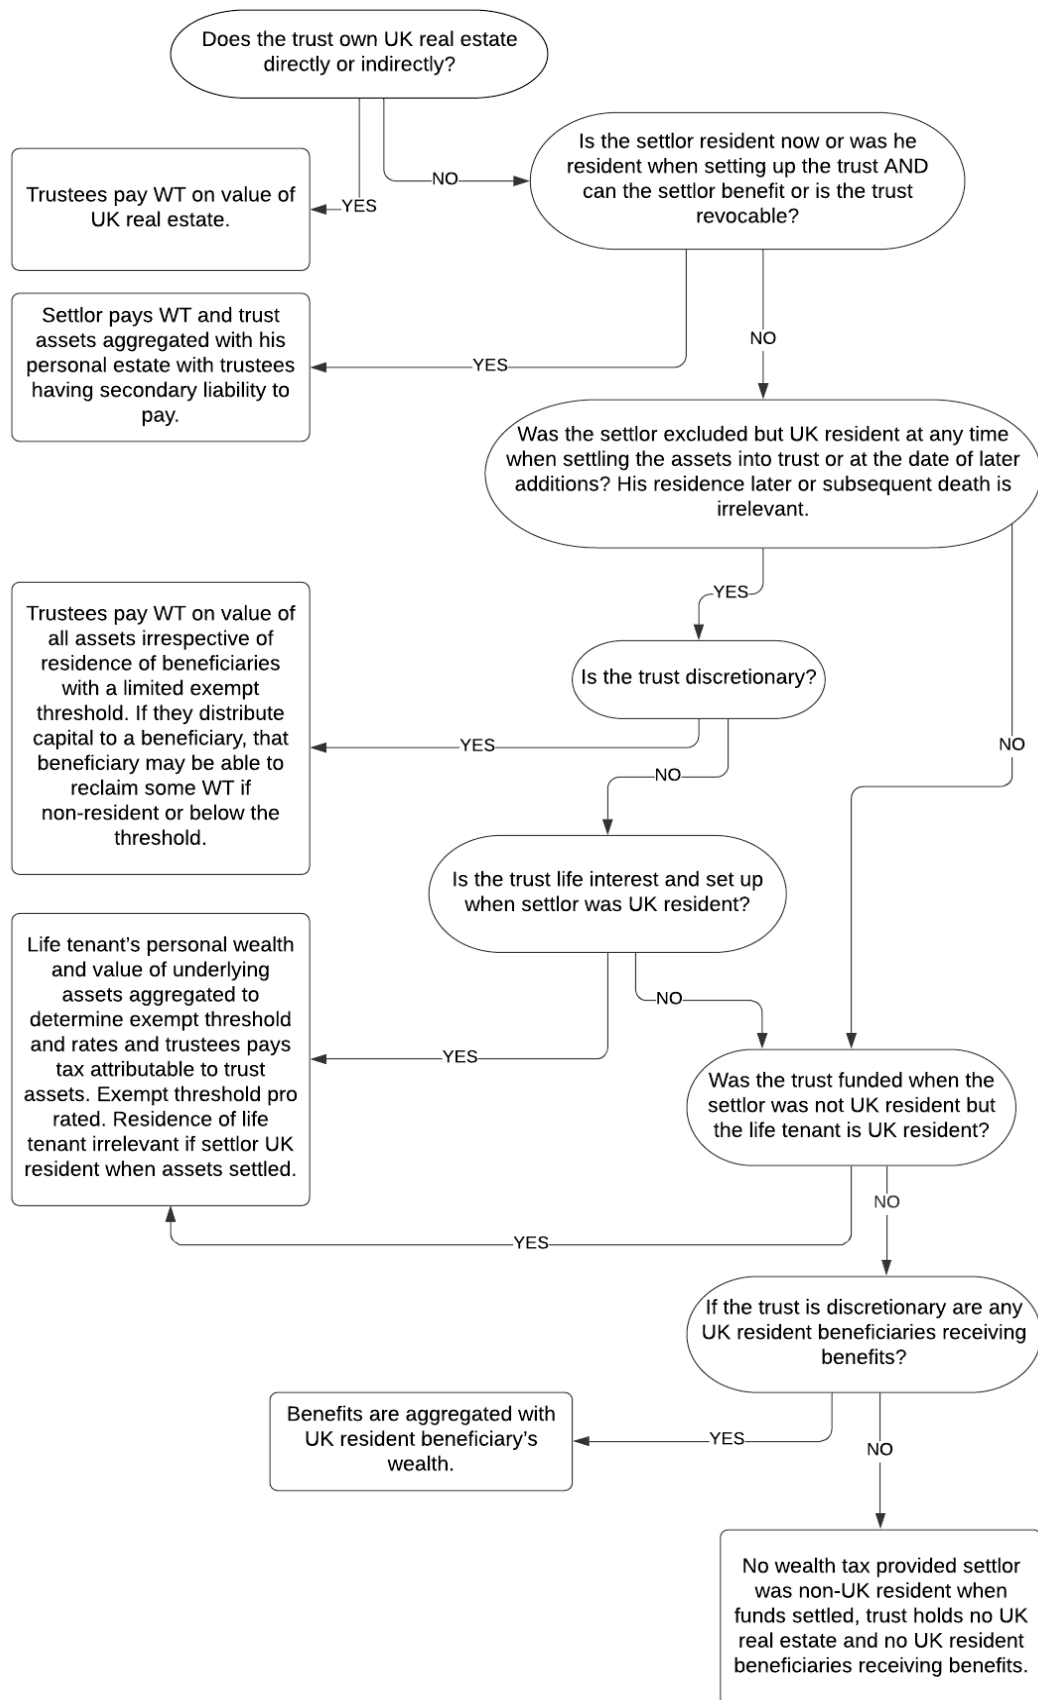 Does the trust own UK real estate
directly or indirectly?
NO
YES
Is the settlor resident now or was he
resident when setting up the trust AND
can the settlor benefit or is the trust
revocable?
Trustees pay WT on value of
UK real estate.
Settlor pays WT and trust
assets aggregated with his
personal estate with trustees
having secondary liability to
pay.
YES
NO
Was the settlor excluded but UK resident at any time
when settling the assets into trust or at the date of later
additions? His residence later or subsequent death is
irrelevant.
YES
NO
Is the trust discretionary?
Trustees pay WT on value of
all assets irrespective of
residence of beneficiaries
with a limited exempt
threshold. If they distribute
capital to a beneficiary, that
beneficiary may be able to
reclaim some WT if
non-resident or below the
threshold.
YES
NO
Is the trust life interest and set up
when settlor was UK resident?
Life tenant's personal wealth
and value of underlying
assets aggregated to
determine exempt threshold
and rates and trustees pays
tax attributable to trust
assets. Exempt threshold pro
rated. Residence of life
tenant irrelevant if settlor UK
resident when assets settled.
YES
NO
Was the trust funded when the
settlor was not UK resident but
the life tenant is UK resident?
YES
NO
If the trust is discretionary are any
UK resident beneficiaries receiving
benefits?
Benefits are aggregated with
UK resident beneficiary's
wealth.
YES
NO
No wealth tax provided settlor
was non-UK resident when
funds settled, trust holds no UK
real estate and no UK resident
beneficiaries receiving benefits.